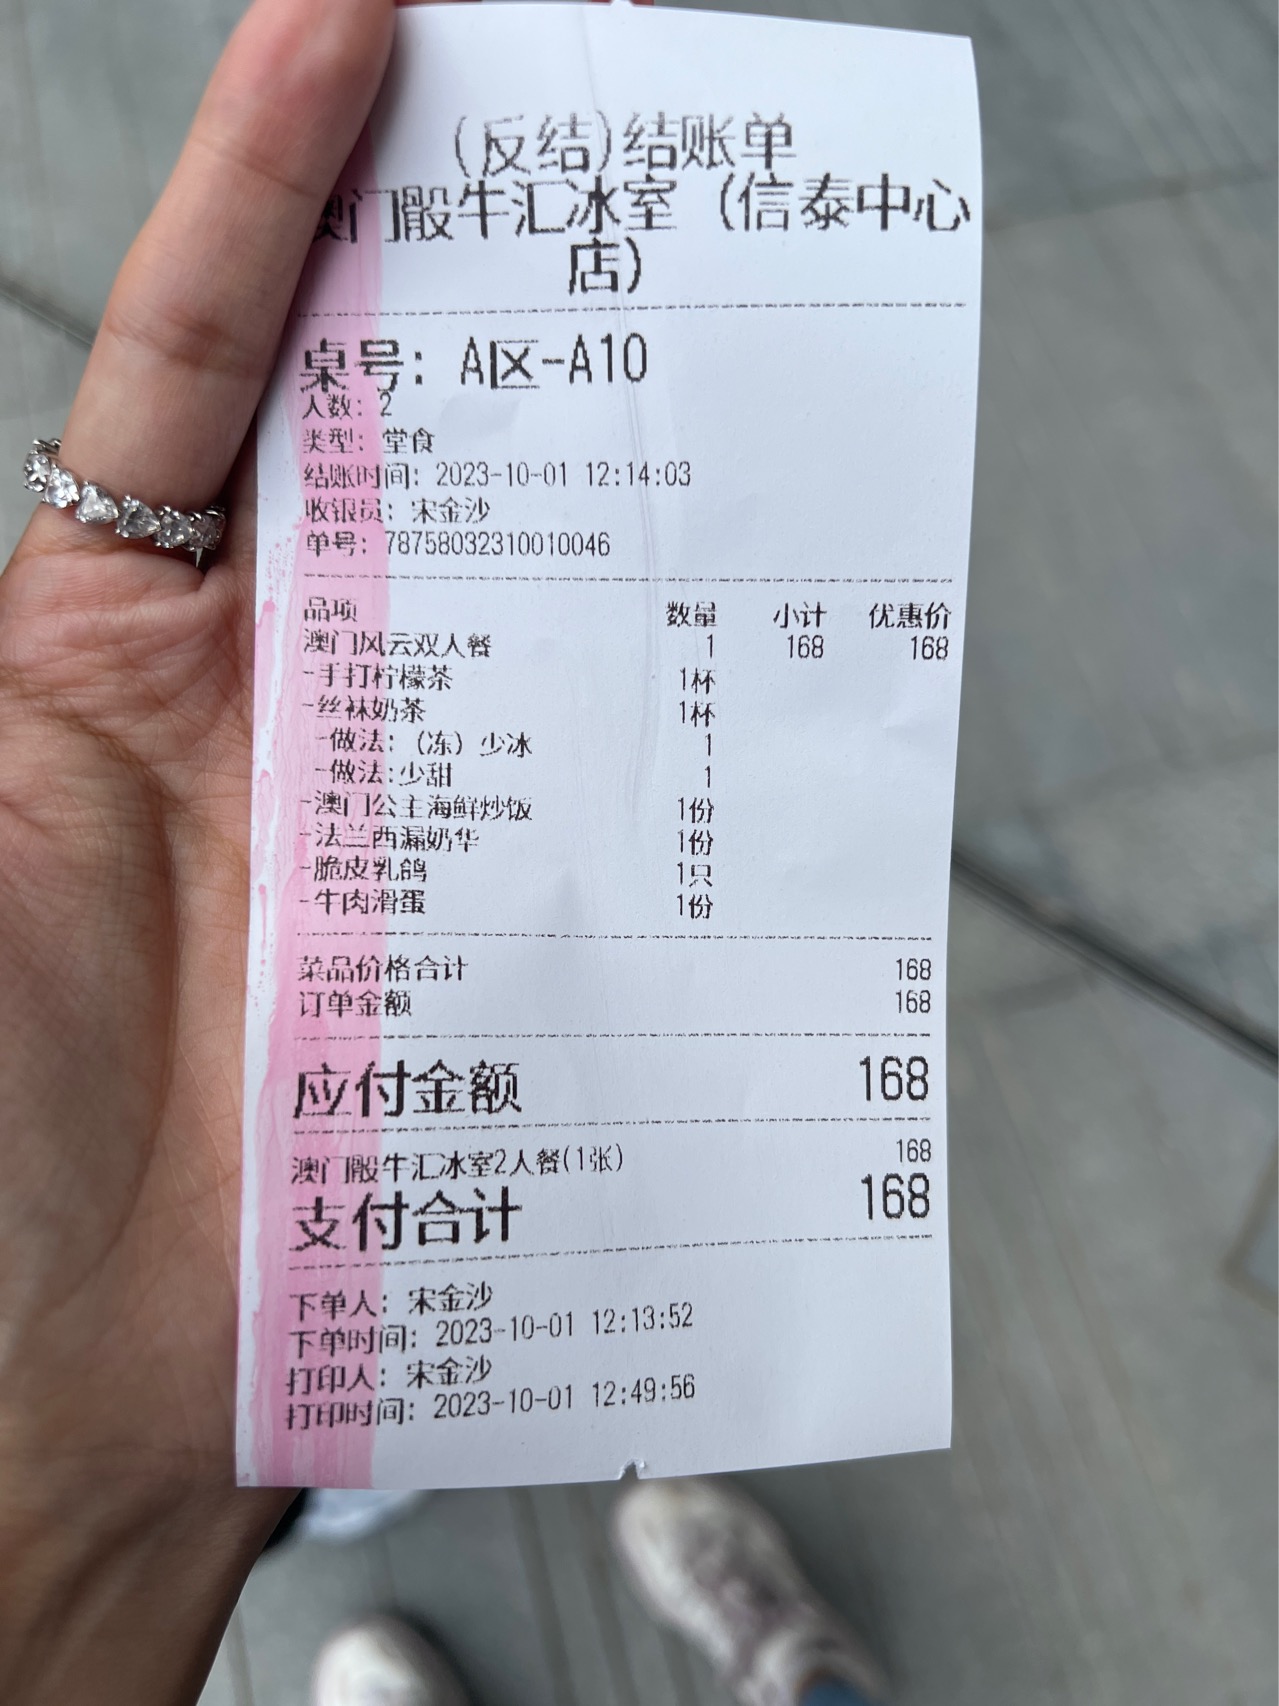 (反结)结账单
澳门骰牛汇冰室（信泰中心
店）
桌号：A区-A10
人数：2
类型：堂食
结账时间：2023-10-01 12:14:03
收银员：宋金沙
单号：78758032310010046
品项 数量 小计 优惠价
澳门风云双人餐 1 168 168
-手打柠檬茶 1杯
-丝袜奶茶 1杯
-做法：（冻）少冰 1
-做法:少甜 1
-澳门公主海鲜炒饭 1份
-法兰西漏奶华 1份
-脆皮乳鸽 1只
-牛肉滑蛋 1份
菜品价格合计 168
订单金额 168
应付金额 168
澳门骰牛汇冰室2人餐(1张) 168
支付合计 168
下单人：宋金沙
下单时间：2023-10-01 12:13:52
打印人：宋金沙
打印时间：2023-10-01 12:49:56